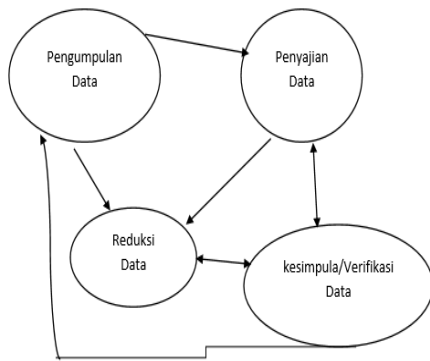 Pengumpulan
Data
Penyajian
Data
Reduksi
Data
kesimpula/Verifikasi
Data